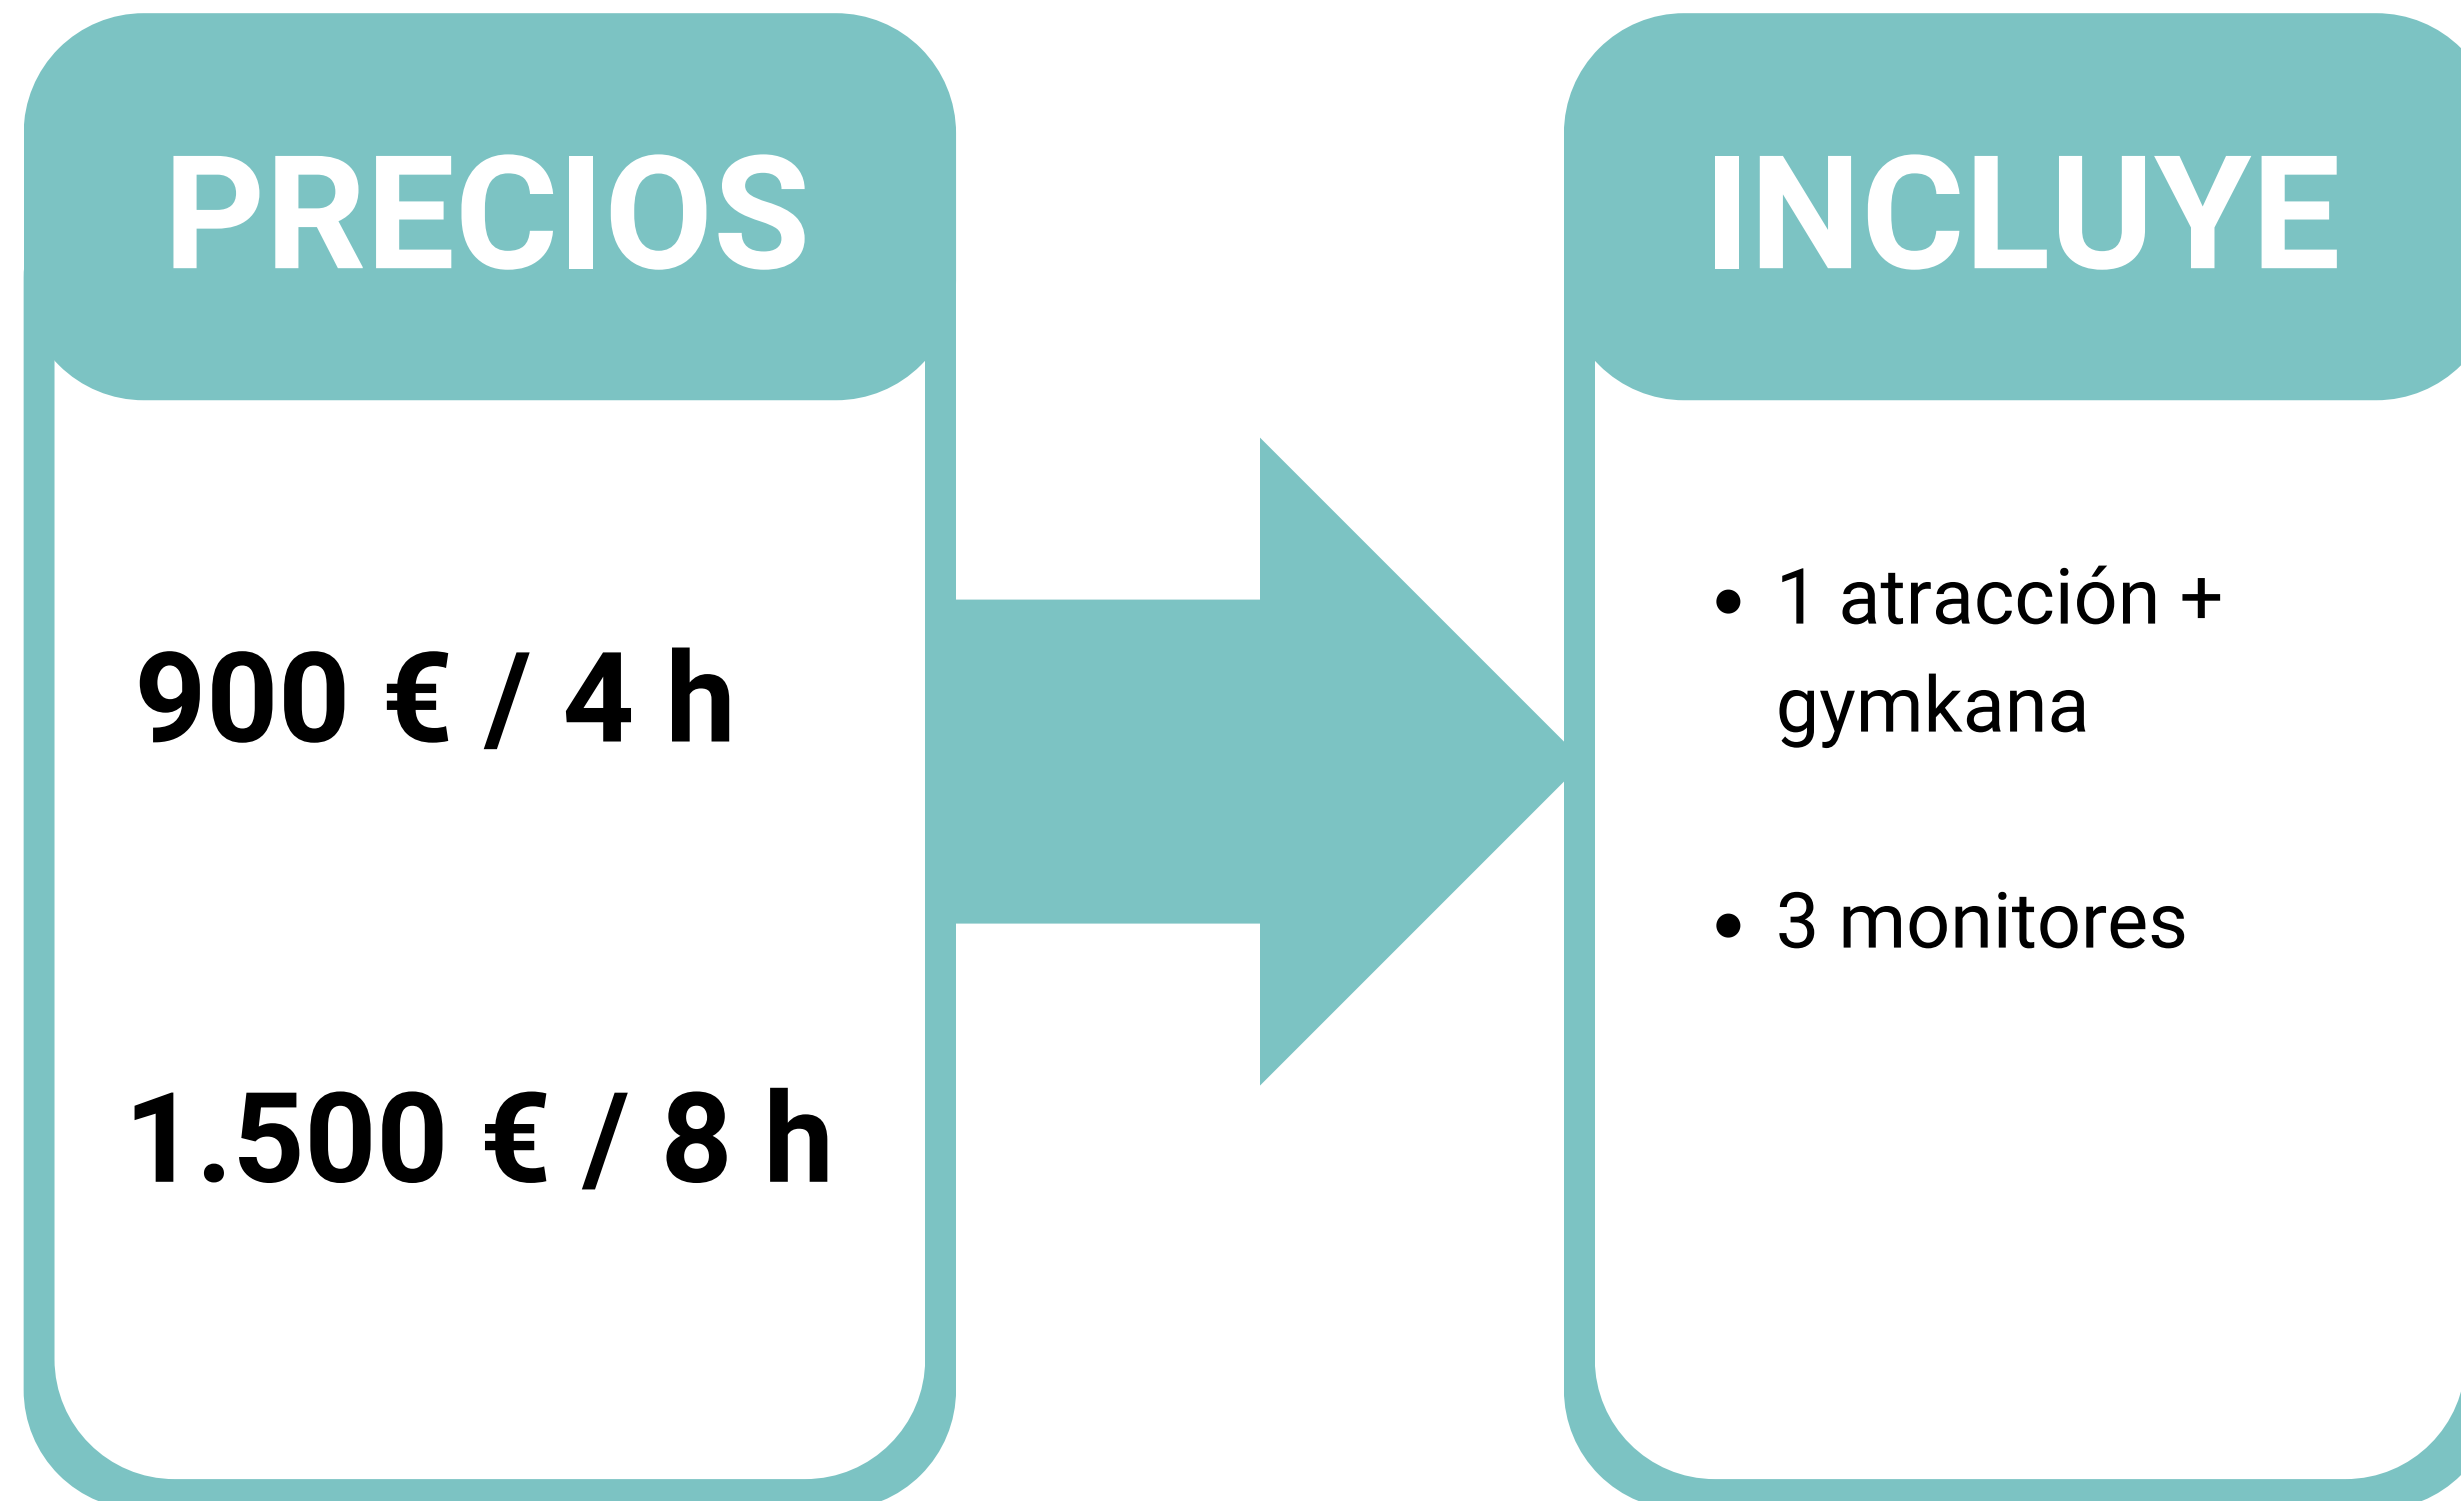 PRECIOS
900 € / 4 h
1.500 € / 8 h
INCLUYE
• 1 atracción +
gymkana
• 3 monitores